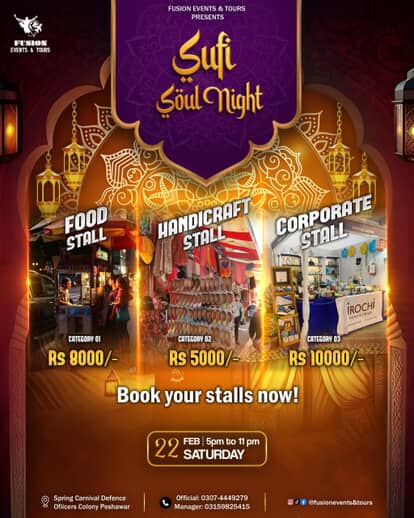 FUSION
EVENTS & TOURS
FUSION EVENTS & TOURS
PRESENTS
Sufi
Söul Night
FOOD
STALL
CATEGORY 01
Rs 8000/-
HANDICRAFT
STALL
CATEGORY 02
Rs 5000/-
CORPORATE
STALL
IROCHI
CATEGORY 03
Rs 10000/-
Book your stalls now!
22 FEB | 5pm to 11 pm
SATURDAY
Spring Carnival Defence
Officers Colony Peshawar
Official: 0307-4449279
Manager: 03159825415
@fusionevents&tours